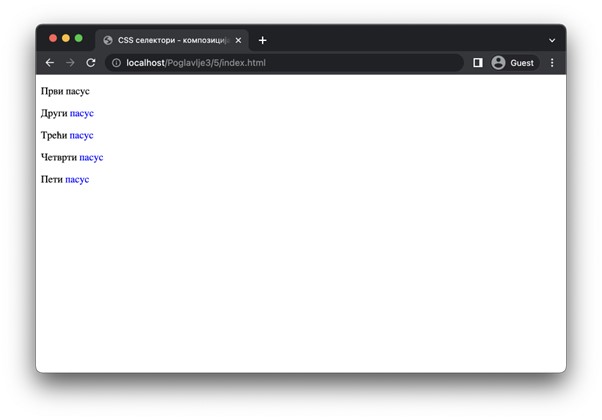 CSS селектори - композициј
localhost/Poglavlje3/5/index.html
Guest
Први пасус
Други пасус
Трећи пасус
Четврти пасус
Пети пасус